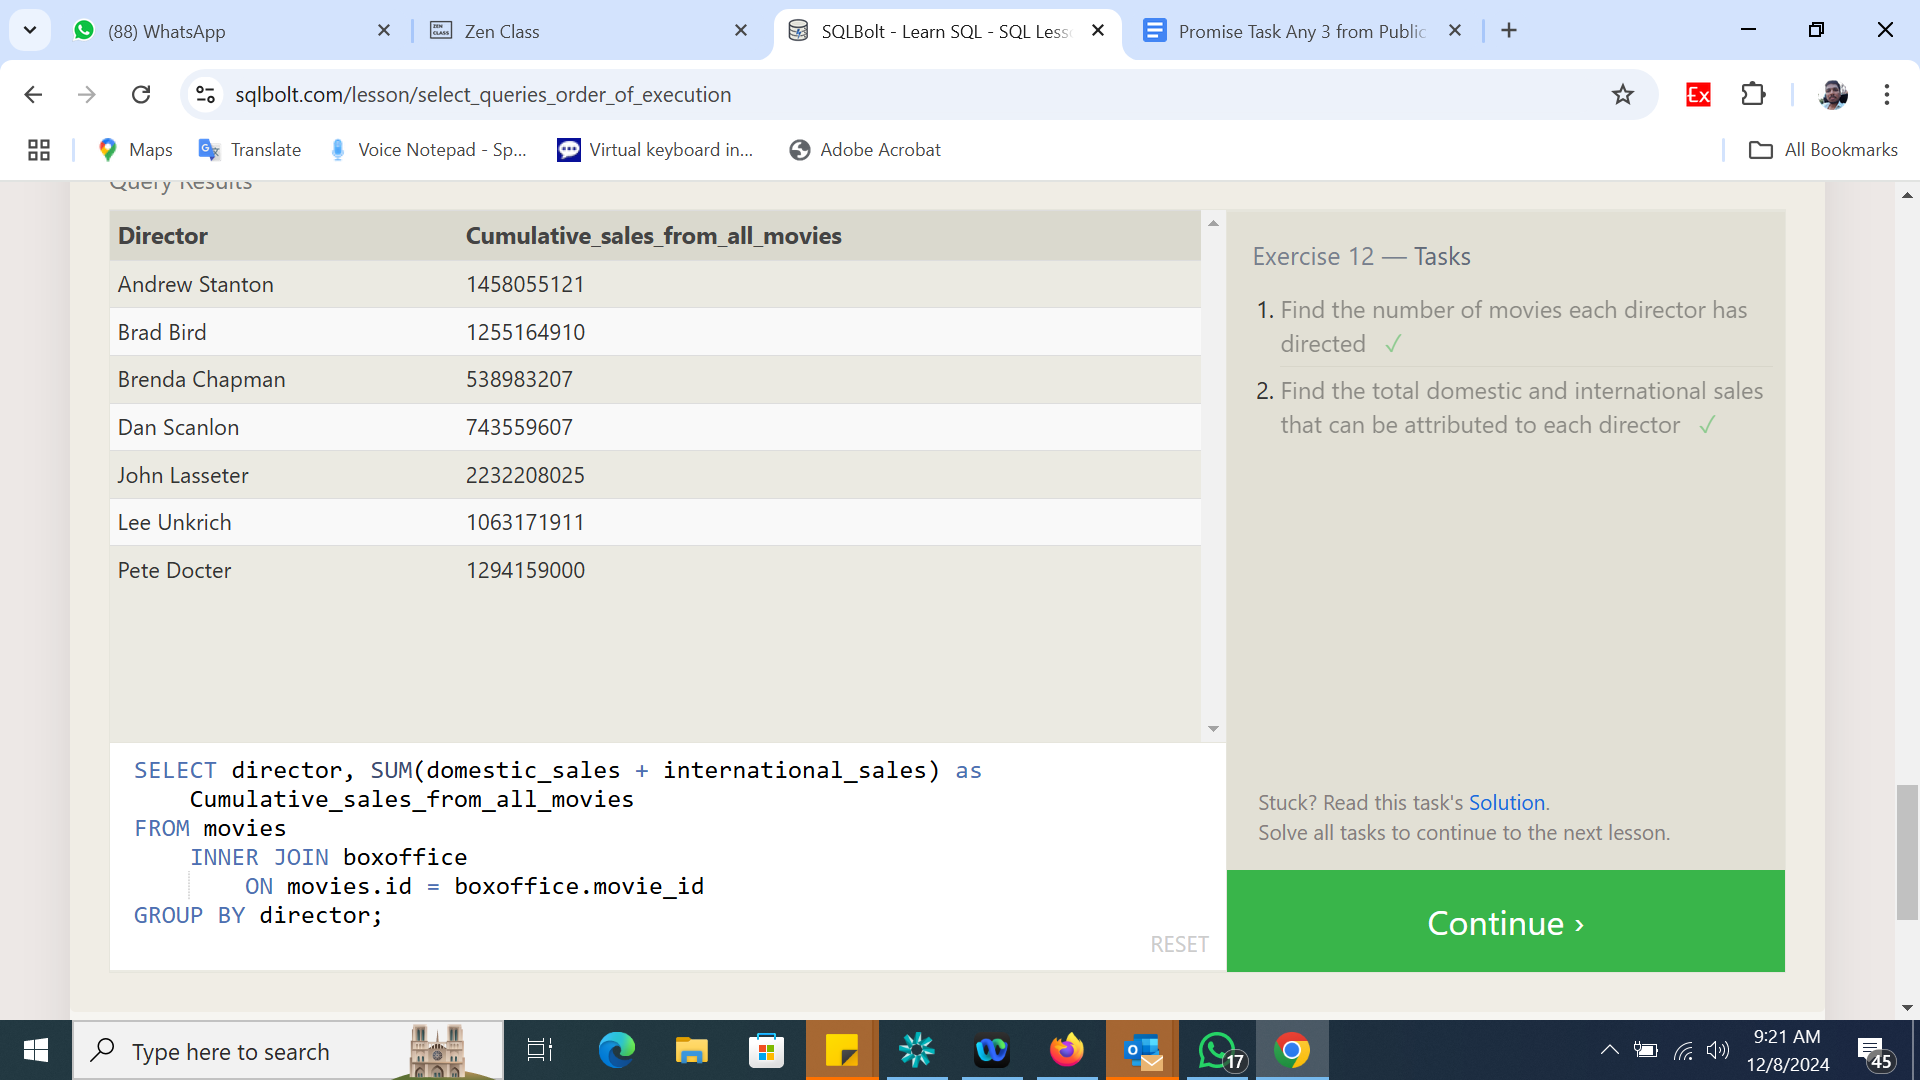 (88) WhatsApp
Zen Class
SQLBolt - Learn SQL - SQL Less
Promise Task Any 3 from Public
sqlbolt.com/lesson/select_queries_order_of_execution
Ex
Maps
Translate
Voice Notepad - Sp...
Virtual keyboard in...
Adobe Acrobat
All Bookmarks
Query Results
Director Cumulative_sales_from_all_movies
Andrew Stanton 1458055121
Brad Bird 1255164910
Brenda Chapman 538983207
Dan Scanlon 743559607
John Lasseter 2232208025
Lee Unkrich 1063171911
Pete Docter 1294159000
Exercise 12 — Tasks
1. Find the number of movies each director has
directed ✓
2. Find the total domestic and international sales
that can be attributed to each director ✓
SELECT director, SUM(domestic_sales + international_sales) as
Cumulative_sales_from_all_movies
FROM movies
INNER JOIN boxoffice
ON movies.id = boxoffice.movie_id
GROUP BY director;
RESET
Stuck? Read this task's Solution.
Solve all tasks to continue to the next lesson.
Continue ›
Type here to search
17
9:21 AM
12/8/2024
45